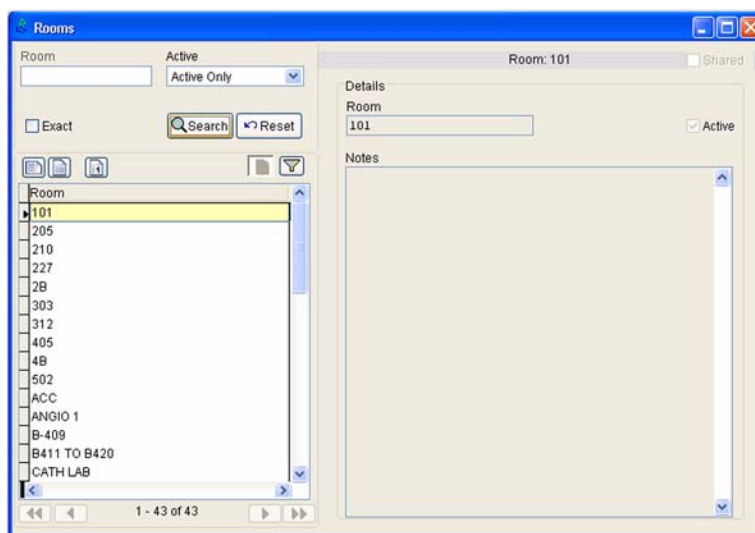 Rooms
Room
Active
Active Only
Exact
Search
Reset
Room
101
205
210
227
2B
303
312
405
4B
502
ACC
ANGIO 1
B-409
B411 TO B420
CATH LAB
1 - 43 of 43
Room: 101
Shared
Details
Room
101
Active
Notes